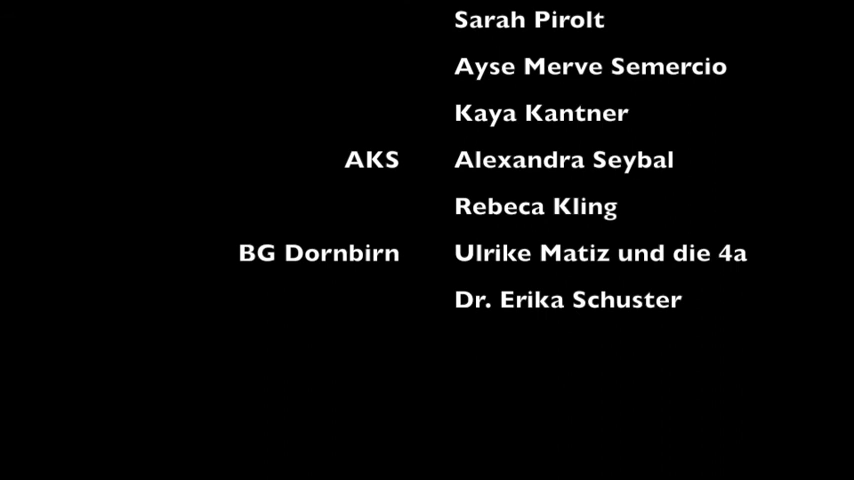 Sarah Pirolt
Ayse Merve Semercio
Kaya Kantner
AKS Alexandra Seybal
Rebeca Kling
BG Dornbirn Ulrike Matiz und die 4a
Dr. Erika Schuster